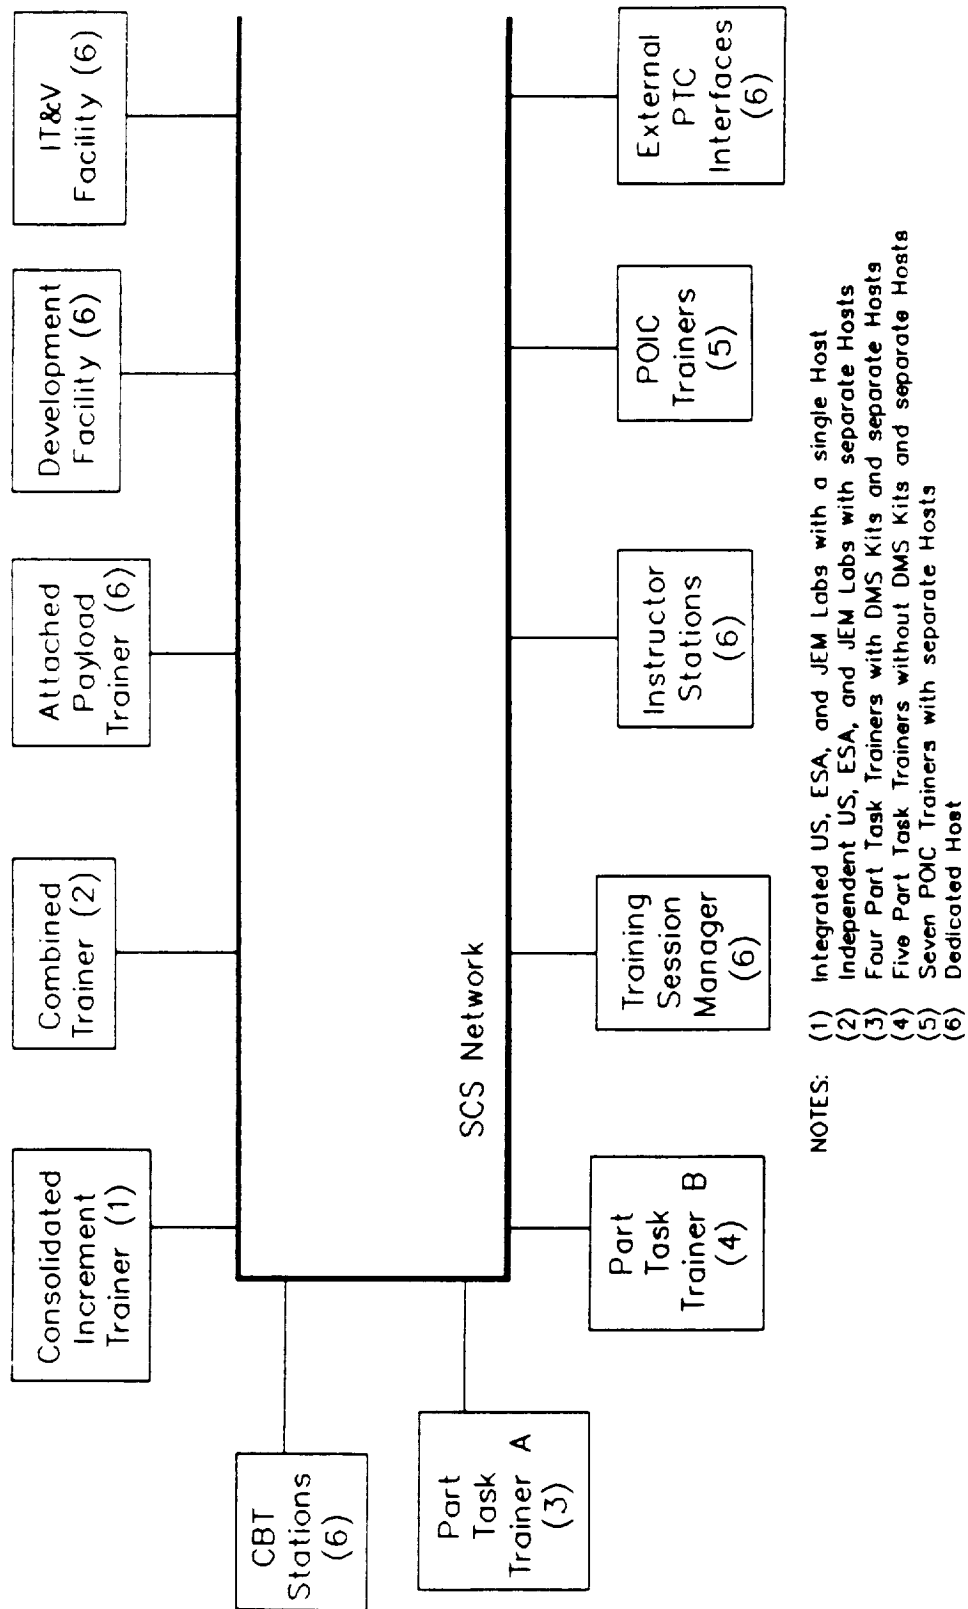 Consolidated
Increment
Trainer (1)
Combined
Trainer (2)
Attached
Payload
Trainer (6)
Development
Facility (6)
IT&V
Facility (6)
CBT
Stations
(6)
SCS Network
Part
Task
Trainer A
(3)
Part
Task
Trainer B
(4)
Training
Session
Manager
(6)
Instructor
Stations
(6)
POIC
Trainers
(5)
External
PTC
Interfaces
(6)
NOTES: (1) Integrated US, ESA, and JEM Labs with a single Host
(2) Independent US, ESA, and JEM Labs with separate Hosts
(3) Four Part Task Trainers with DMS Kits and separate Hosts
(4) Five Part Task Trainers without DMS Kits and separate Hosts
(5) Seven POIC Trainers with separate Hosts
(6) Dedicated Host